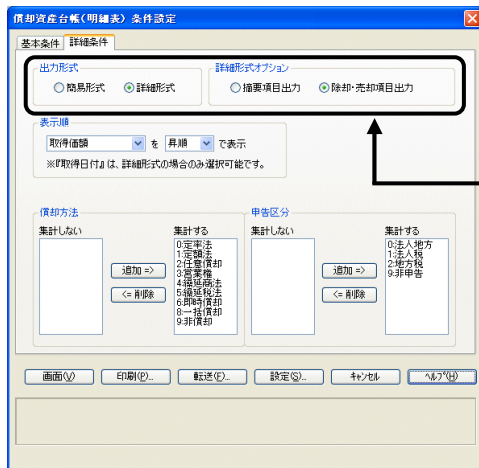 償却資産台帳(明細表) 条件設定
基本条件 詳細条件
出力形式
簡易形式 詳細形式
詳細形式オプション
摘要項目出力 除却・売却項目出力
表示順
取得価額 を 昇順 で表示
※『取得日付』は、詳細形式の場合のみ選択可能です。
償却方法
集計しない
追加 =>
<= 削除
集計する
0:定率法
1:定額法
2:任意償却
3:営業権
4:繰延商法
5:繰延税法
6:即時償却
8:一括償却
9:非償却
申告区分
集計しない
追加 =>
<= 削除
集計する
0:法人地方
1:法人税
2:地方税
9:非申告
画面(V) 印刷(P)... 転送(F)... 設定(S)... キャンセル ヘルプ(H)